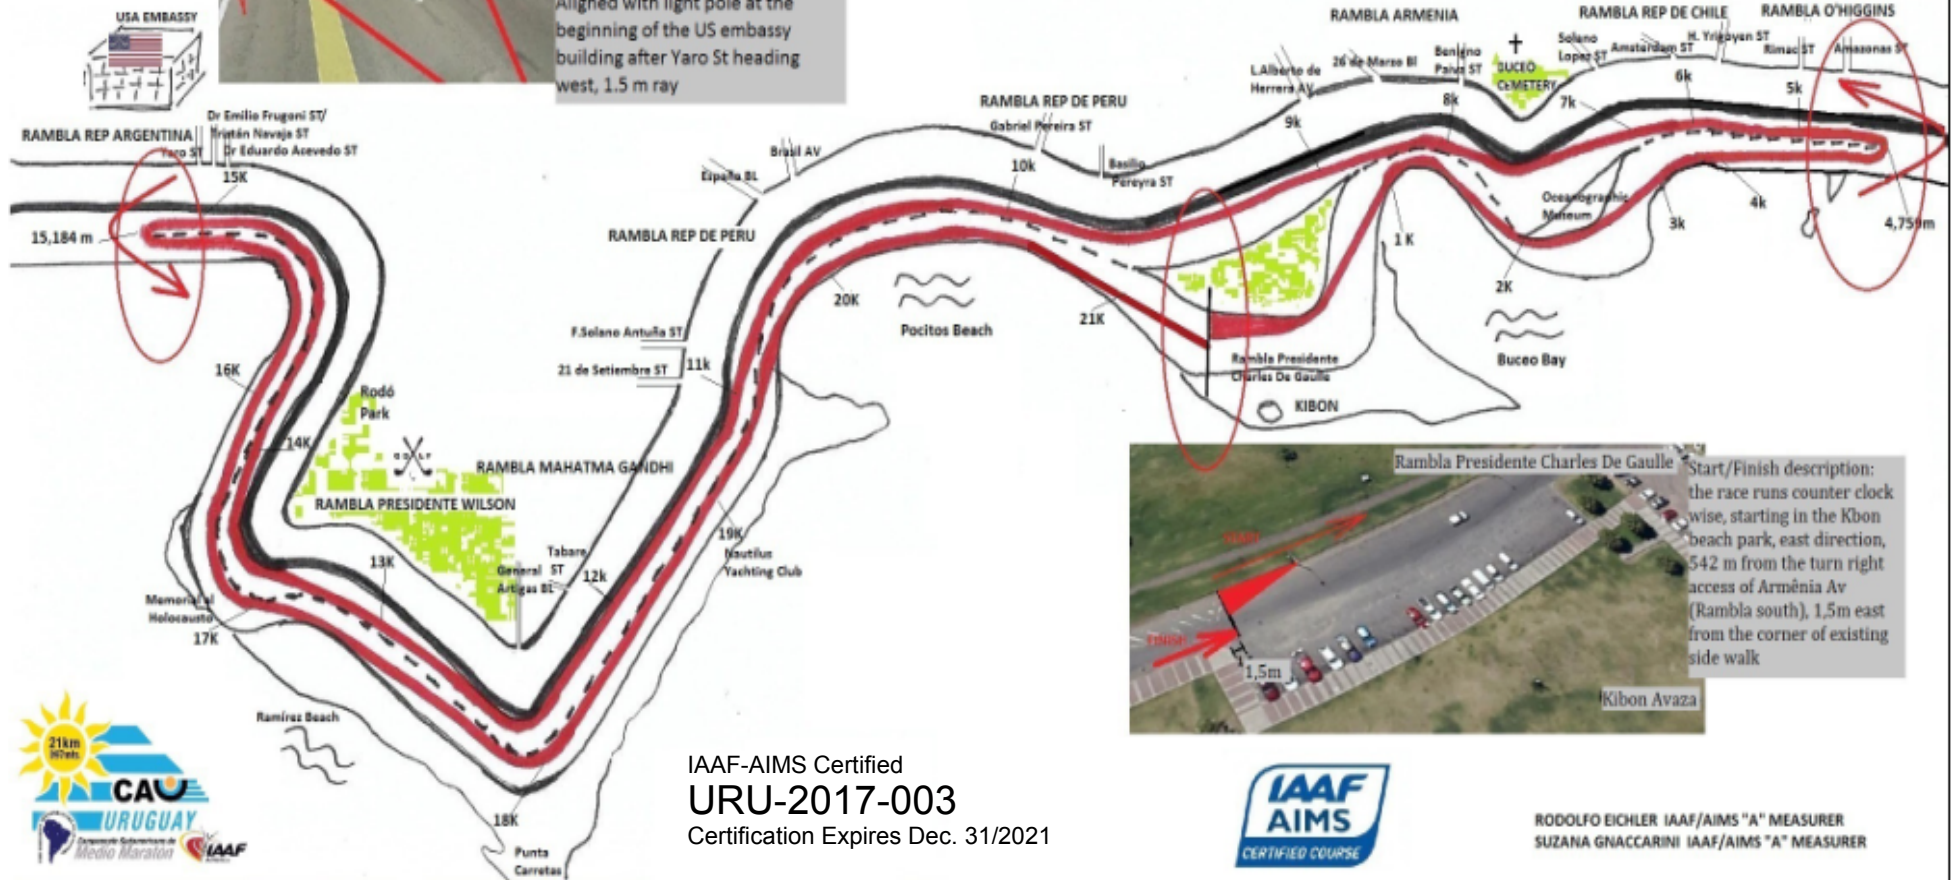 USA EMBASSY
Aligned with light pole at the
beginning of the US embassy
building after Yaro St heading
west, 1.5 m ray
RAMBLA ARMENIA
RAMBLA REP DE CHILE
RAMBLA O'HIGGINS
Solano
Lopez ST
Amsterdam ST
H. Yrigoyen ST
Rimac ST
Amazonas ST
L.Alberto de
Herrera AV
26 de Marzo Bl
Benigno
Paiva ST
BUCEO
CEMETERY
6k
5k
7k
8k
9k
RAMBLA REP DE PERU
Gabriel Pereira ST
10k
Basilio
Pereyra ST
Brasil AV
España BL
RAMBLA REP DE PERU
RAMBLA REP ARGENTINA
Dr Emilio Frugoni ST/
Tristán Navaja ST
Yaro ST
Dr Eduardo Acevedo ST
15K
15,184 m
Oceanographic
Museum
1 K
2K
3k
4k
4,759m
Buceo Bay
20K
21K
Pocitos Beach
Rambla Presidente
Charles De Gaulle
KIBON
F.Solano Antuña ST
21 de Setiembre ST
11k
16K
Rodó
Park
14K
GOLF
RAMBLA MAHATMA GANDHI
RAMBLA PRESIDENTE WILSON
13K
General
Artigas BL
Tabare
ST
12k
19K
Nautilus
Yachting Club
Memorial al
Holocausto
17K
Ramírez Beach
18K
Punta
Carretas
Rambla Presidente Charles De Gaulle
START
FINISH
1,5m
Kibon Avaza
Start/Finish description:
the race runs counter clock
wise, starting in the Kbon
beach park, east direction,
542 m from the turn right
access of Armênia Av
(Rambla south), 1,5m east
from the corner of existing
side walk
21km
CAU
URUGUAY
Campeonato Sudamericano de
Medio Maratón
IAAF
IAAF-AIMS Certified
URU-2017-003
Certification Expires Dec. 31/2021
IAAF
AIMS
CERTIFIED COURSE
RODOLFO EICHLER IAAF/AIMS "A" MEASURER
SUZANA GNACCARINI IAAF/AIMS "A" MEASURER